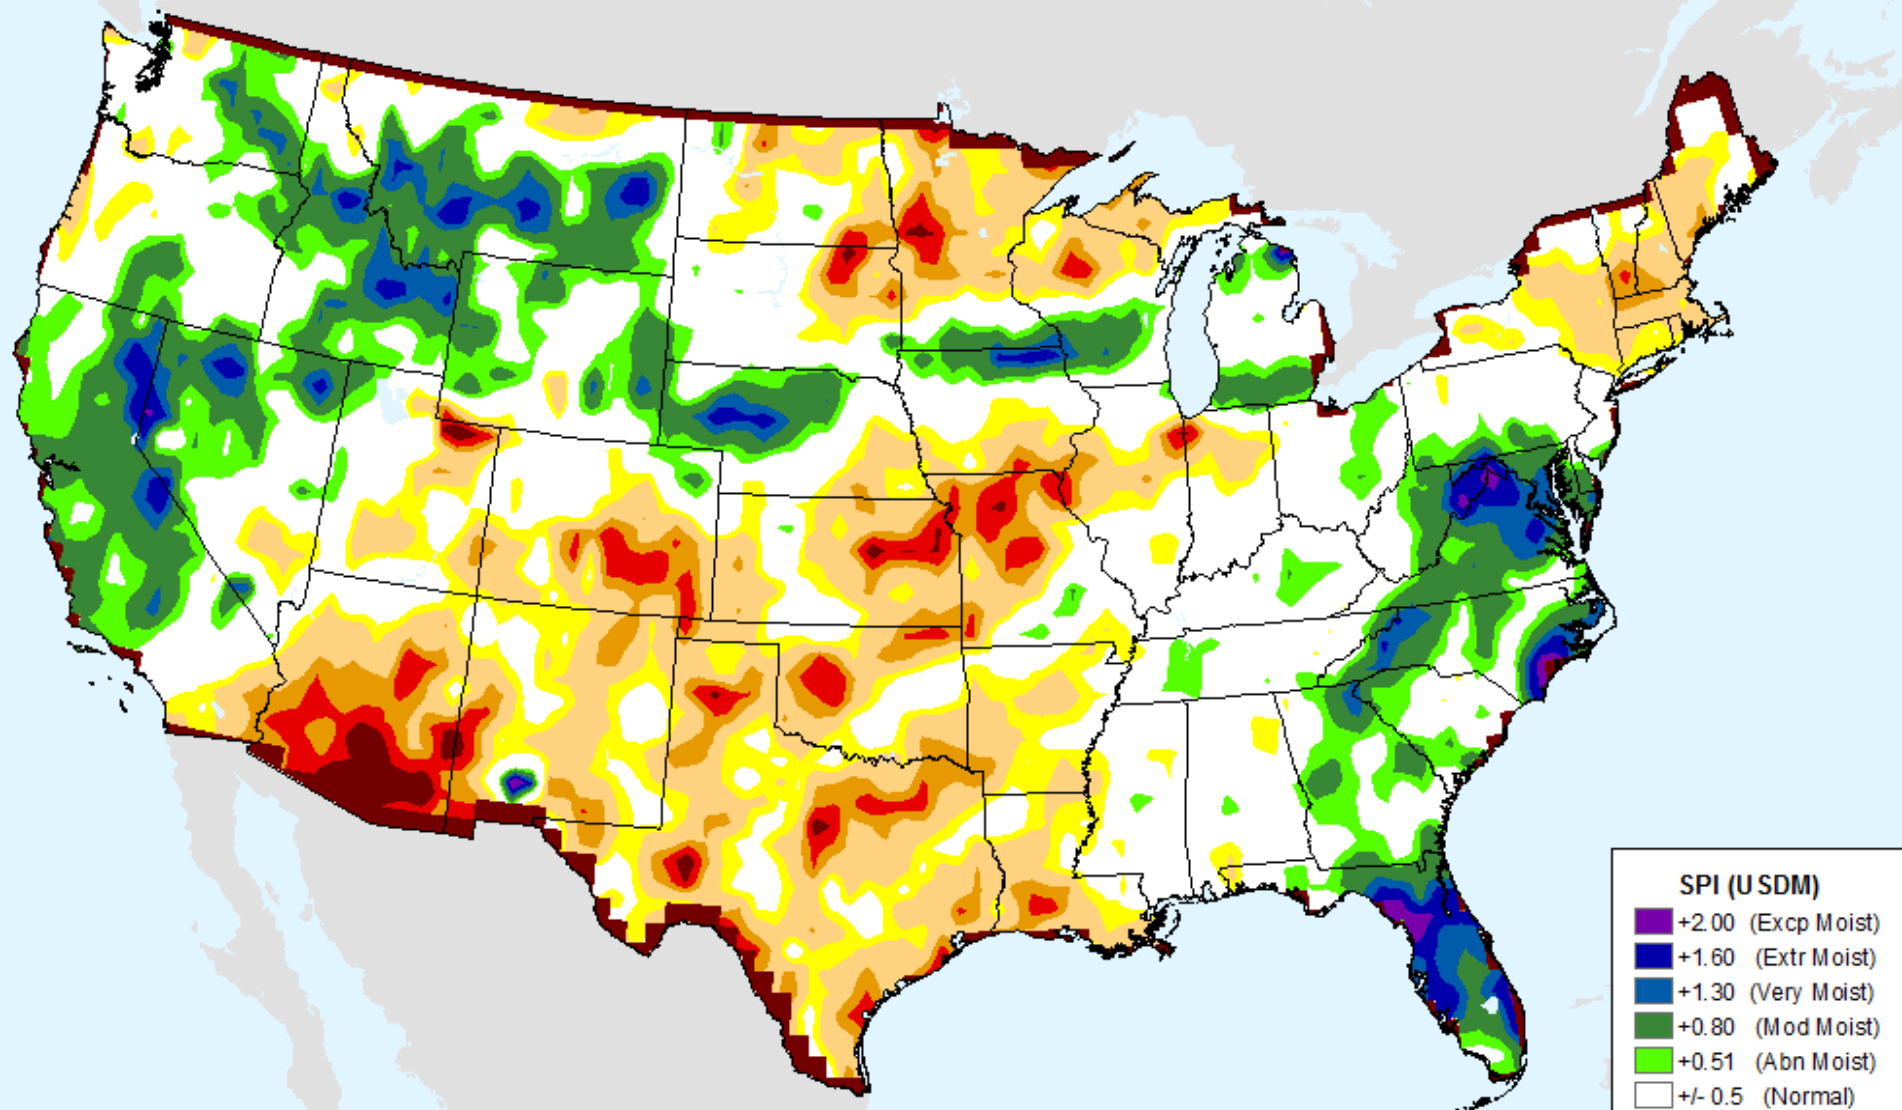 SPI (USDM)
+2.00 (Excp Moist)
+1.60 (Extr Moist)
+1.30 (Very Moist)
+0.80 (Mod Moist)
+0.51 (Abn Moist)
+/- 0.5 (Normal)